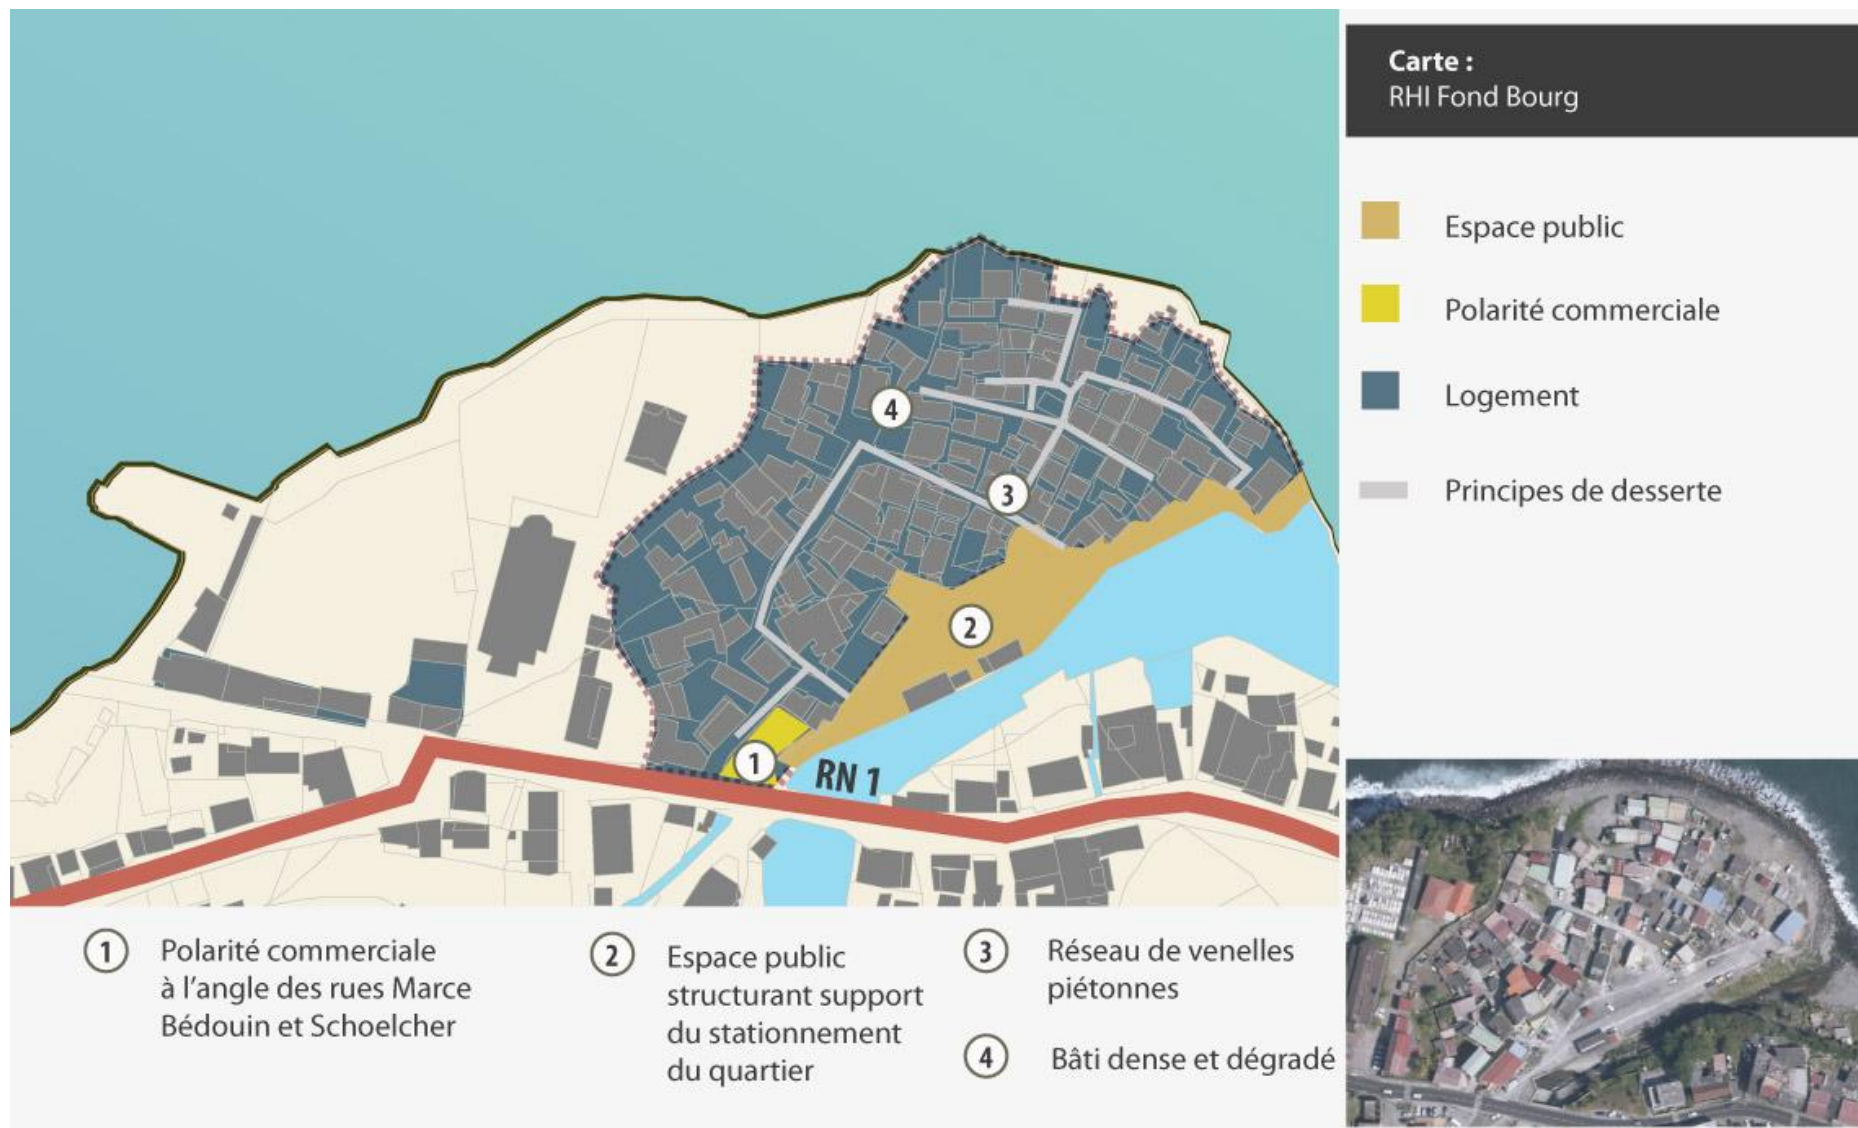 Carte :
RHI Fond Bourg
Espace public
Polarité commerciale
Logement
Principes de desserte
4
3
2
1
RN 1
1
Polarité commerciale
à l'angle des rues Marce
Bédouin et Schoelcher
2
Espace public
structurant support
du stationnement
du quartier
3
Réseau de venelles
piétonnes
4
Bâti dense et dégradé